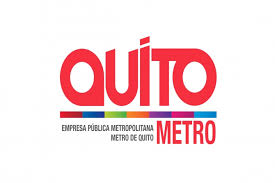 QUITO
EMPRESA PÚBLICA METROPOLITANA
METRO DE QUITO METRO